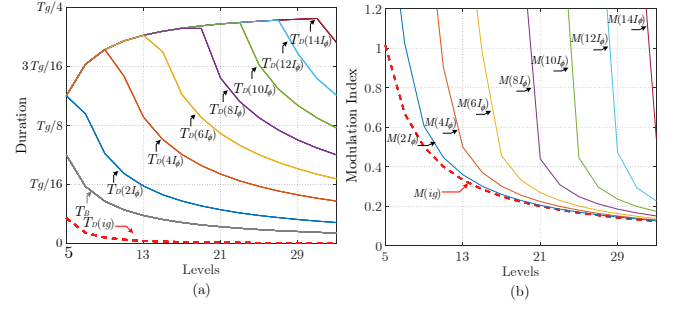 Tg/4
3Tg/16
Tg/8
Tg/16
0
Duration
5
13
21
29
Levels
(a)
T_D(14I_ϕ)
T_D(12I_ϕ)
T_D(10I_ϕ)
T_D(8I_ϕ)
T_D(6I_ϕ)
T_D(4I_ϕ)
T_D(2I_ϕ)
T_B
T_D(ig)
1.2
1
0.8
0.6
0.4
0.2
0
Modulation Index
5
13
21
29
Levels
(b)
M(14I_ϕ)
M(12I_ϕ)
M(10I_ϕ)
M(8I_ϕ)
M(6I_ϕ)
M(4I_ϕ)
M(2I_ϕ)
M(ig)